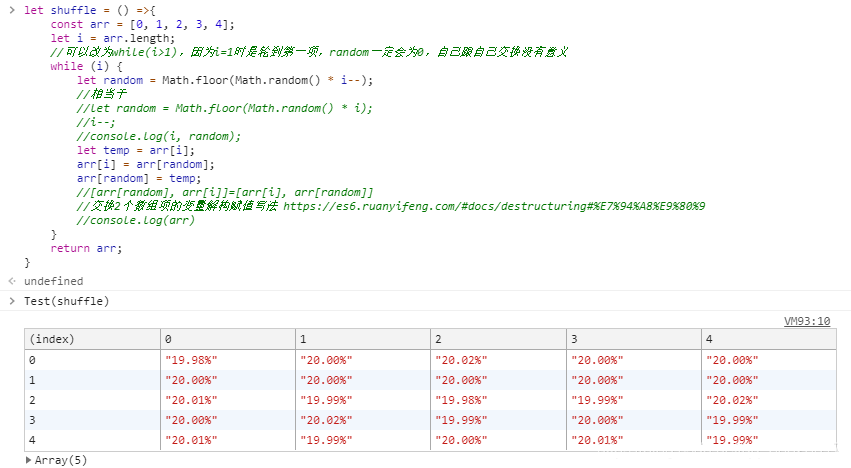 let shuffle = () =>{
const arr = [0, 1, 2, 3, 4];
let i = arr.length;
//可以改为while(i>1)，因为i=1时是轮到第一项，random一定会为0，自己跟自己交换没有意义
while (i) {
let random = Math.floor(Math.random() * i--);
//相当于
//let random = Math.floor(Math.random() * i);
//i--;
//console.log(i, random);
let temp = arr[i];
arr[i] = arr[random];
arr[random] = temp;
//[arr[random], arr[i]]=[arr[i], arr[random]]
//交换2个数组项的变量解构赋值写法 https://es6.ruanyifeng.com/#docs/destructuring#%E7%94%A8%E9%80%9
//console.log(arr)
}
return arr;
}
undefined
Test(shuffle)
VM93:10
(index) 0 1 2 3 4
0 "19.98%" "20.00%" "20.02%" "20.00%" "20.00%"
1 "20.00%" "20.00%" "20.00%" "20.00%" "20.00%"
2 "20.01%" "19.99%" "19.98%" "19.99%" "20.02%"
3 "20.00%" "20.02%" "19.99%" "20.00%" "19.99%"
4 "20.01%" "19.99%" "20.00%" "20.01%" "19.99%"
Array(5)